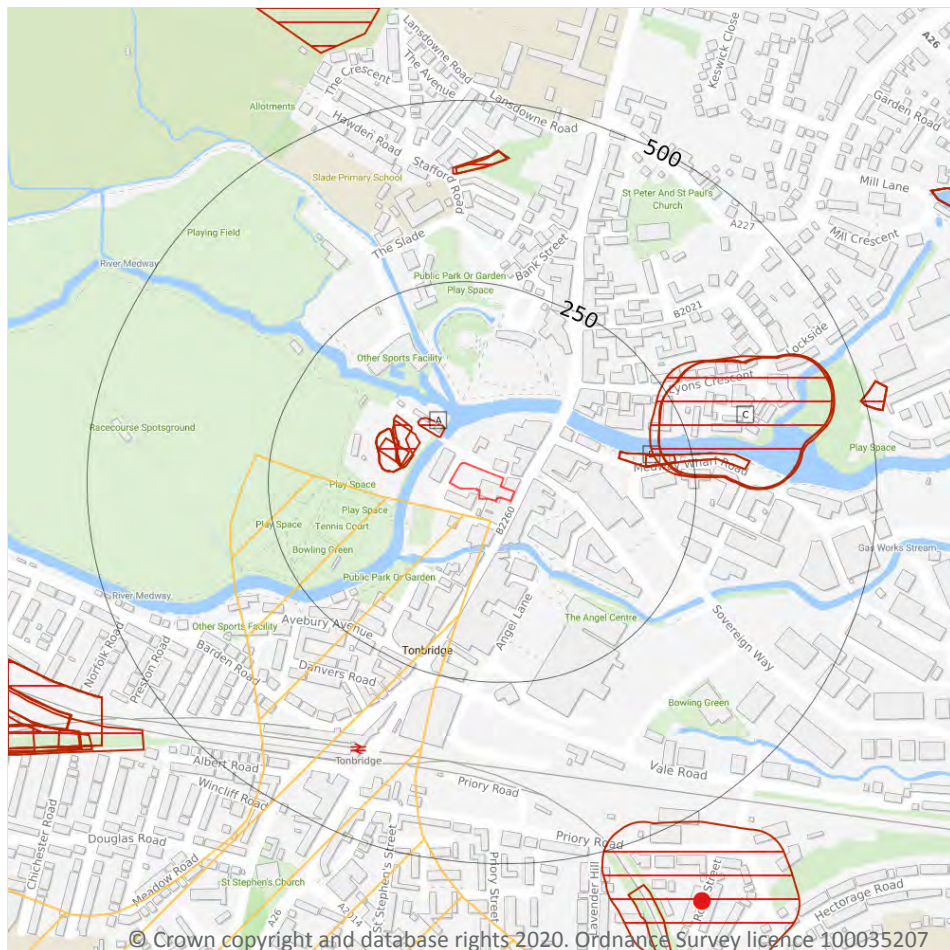 Lansdowne Road
The Avenue
The Crescent
Keswick Close
A26
Garden Road
Allotments
Hawden Road
Lansdowne Road
500
Slade Primary School
Stafford Road
St Peter And St Paul's
Church
Mill Lane
A227
Mill Crescent
Playing Field
The Slade
Bank Street
River Medway
Public Park Or Garden
Play Space
250
B2021
Lockside
Other Sports Facility
Lyons Crescent
A
C
Racecourse Spotsground
Play Space
Medway Wharf Road
Play Space
Play Space
Play Space
Tennis Court
B2260
Bowling Green
Gas Works Stream
Public Park Or Garden
River Medway
Other Sports Facility
Avebury Avenue
Angel Lane
The Angel Centre
Norfolk Road
Preston Road
Barden Road
Tonbridge
Sovereign Way
Danvers Road
Bowling Green
Albert Road
Tonbridge
Vale Road
Wincliff Road
Priory Road
Chichester Road
Douglas Road
Priory Road
Meadow Road
St Stephen's Church
St Stephen's Street
Priory Street
Lavender Hill
Street
Hectorage Road
A26
A2014
© Crown copyright and database rights 2020. Ordnance Survey licence 100035207